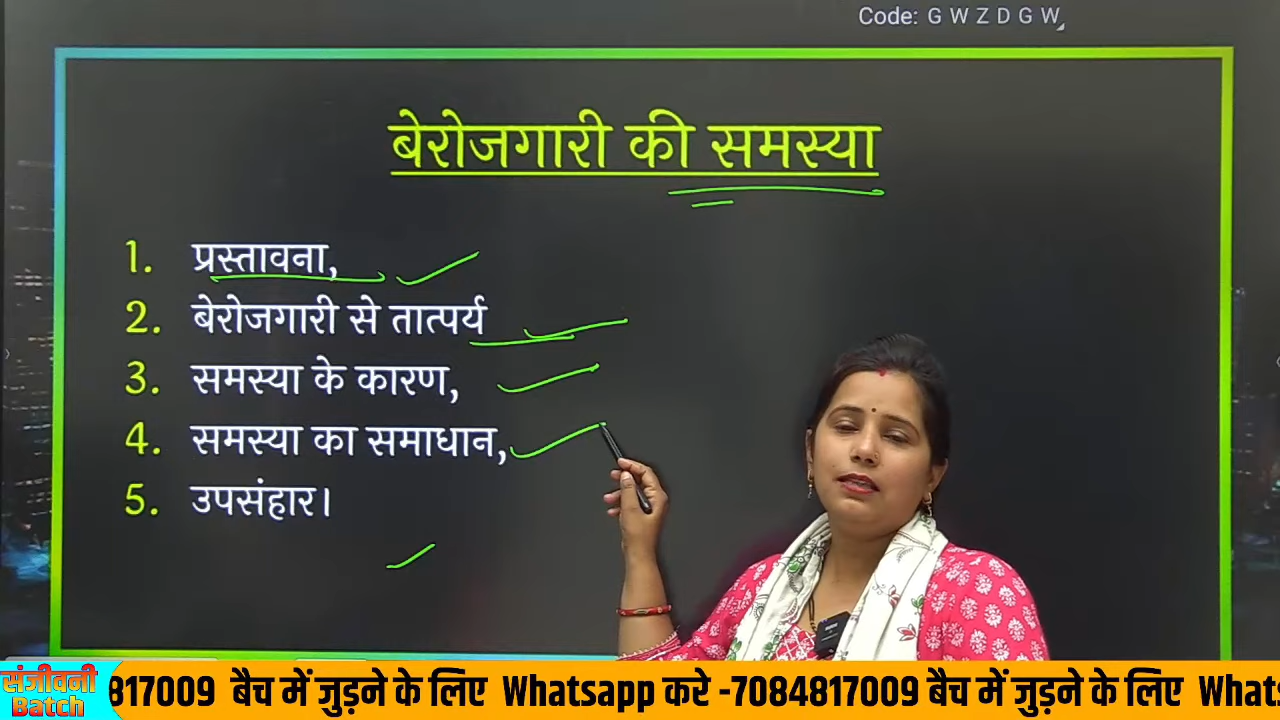 Code: G W Z D G W
बेरोजगारी की समस्या
1. प्रस्तावना,
2. बेरोजगारी से तात्पर्य
3. समस्या के कारण,
4. समस्या का समाधान,
5. उपसंहार।
संजीवनी
Batch
817009 बैच में जुड़ने के लिए Whatsapp करे -7084817009 बैच में जुड़ने के लिए Whats